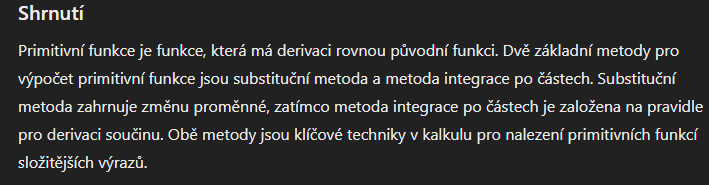 Shrnutí
Primitivní funkce je funkce, která má derivaci rovnou původní funkci. Dvě základní metody pro
výpočet primitivní funkce jsou substituční metoda a metoda integrace po částech. Substituční
metoda zahrnuje změnu proměnné, zatímco metoda integrace po částech je založena na pravidle
pro derivaci součinu. Obě metody jsou klíčové techniky v kalkulu pro nalezení primitivních funkcí
složitějších výrazů.